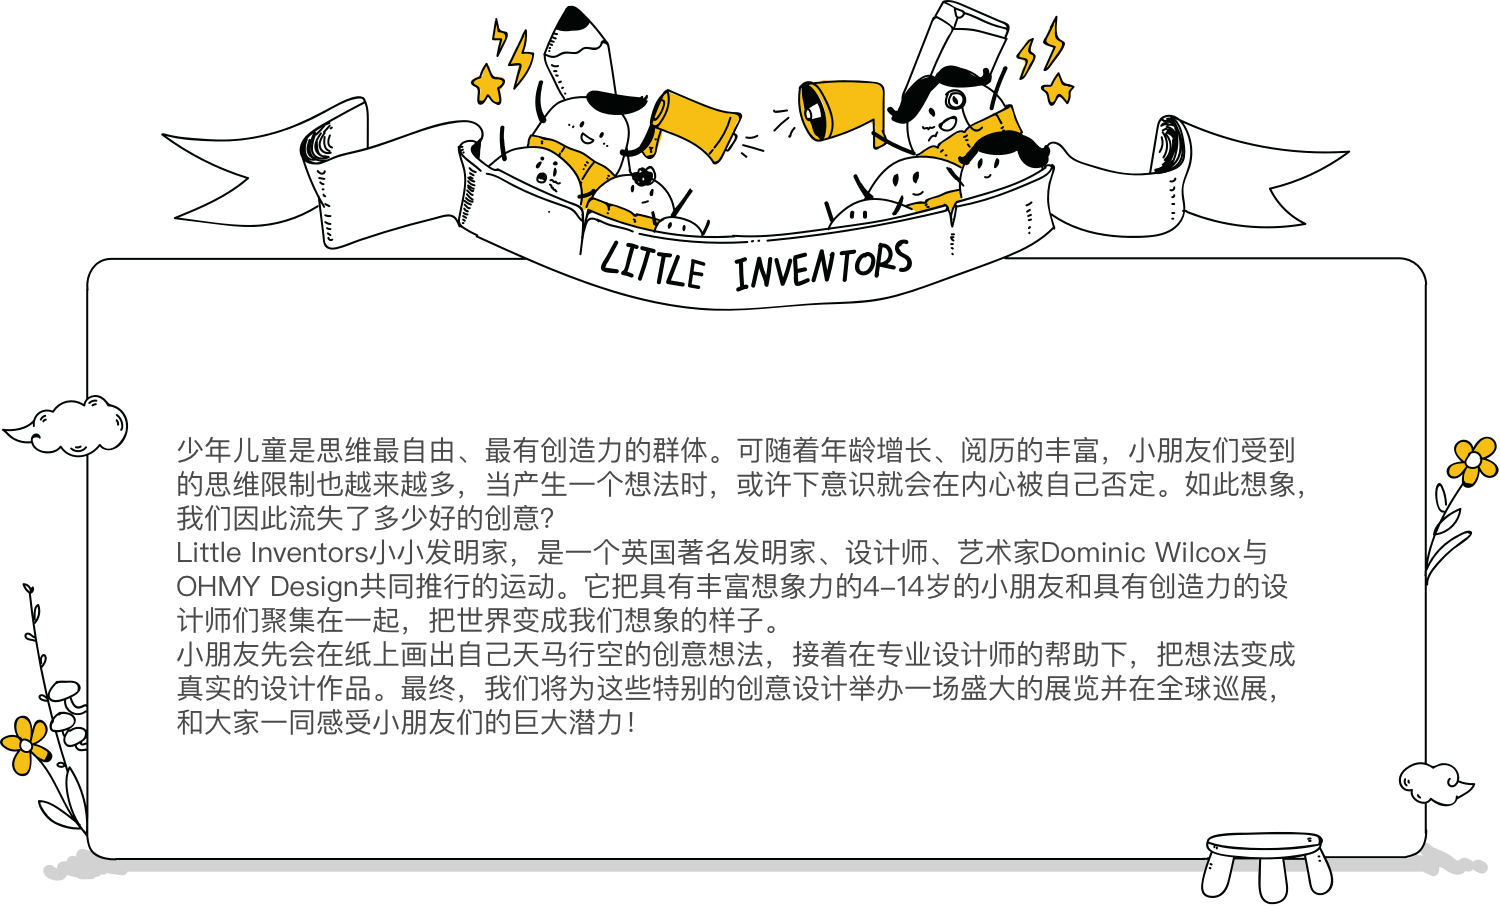 LITTLE INVENTORS
少年儿童是思维最自由、最有创造力的群体。可随着年龄增长、阅历的丰富，小朋友们受到
的思维限制也越来越多，当产生一个想法时，或许下意识就会在内心被自己否定。如此想象，
我们因此流失了多少好的创意？
Little Inventors小小发明家，是一个英国著名发明家、设计师、艺术家Dominic Wilcox与
OHMY Design共同推行的运动。它把具有丰富想象力的4-14岁的小朋友和具有创造力的设
计师们聚集在一起，把世界变成我们想象的样子。
小朋友先会在纸上画出自己天马行空的创意想法，接着在专业设计师的帮助下，把想法变成
真实的设计作品。最终，我们将为这些特别的创意设计举办一场盛大的展览并在全球巡展，
和大家一同感受小朋友们的巨大潜力！